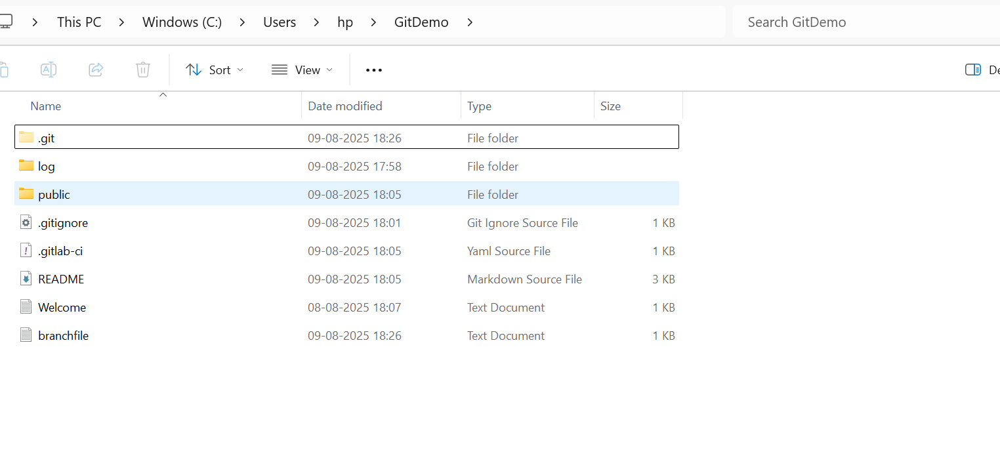 This PC > Windows (C:) > Users > hp > GitDemo >
Search GitDemo
Sort View ••• De
Name Date modified Type Size
.git 09-08-2025 18:26 File folder
log 09-08-2025 17:58 File folder
public 09-08-2025 18:05 File folder
.gitignore 09-08-2025 18:01 Git Ignore Source File 1 KB
.gitlab-ci 09-08-2025 18:05 Yaml Source File 1 KB
README 09-08-2025 18:05 Markdown Source File 3 KB
Welcome 08-08-2025 18:07 Text Document 1 KB
branchfile 09-08-2025 18:26 Text Document 1 KB